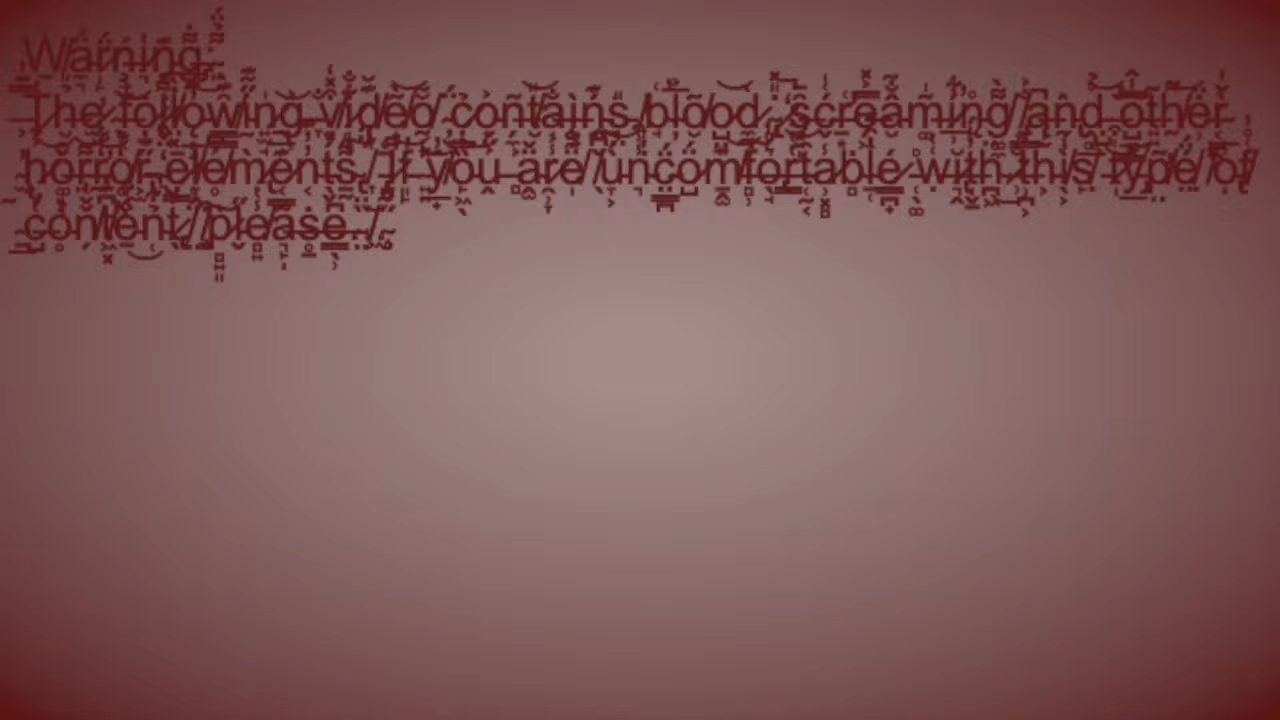 Warning.
The following video contains blood, screaming and other
horror elements. If you are uncomfortable with this type of
content please.